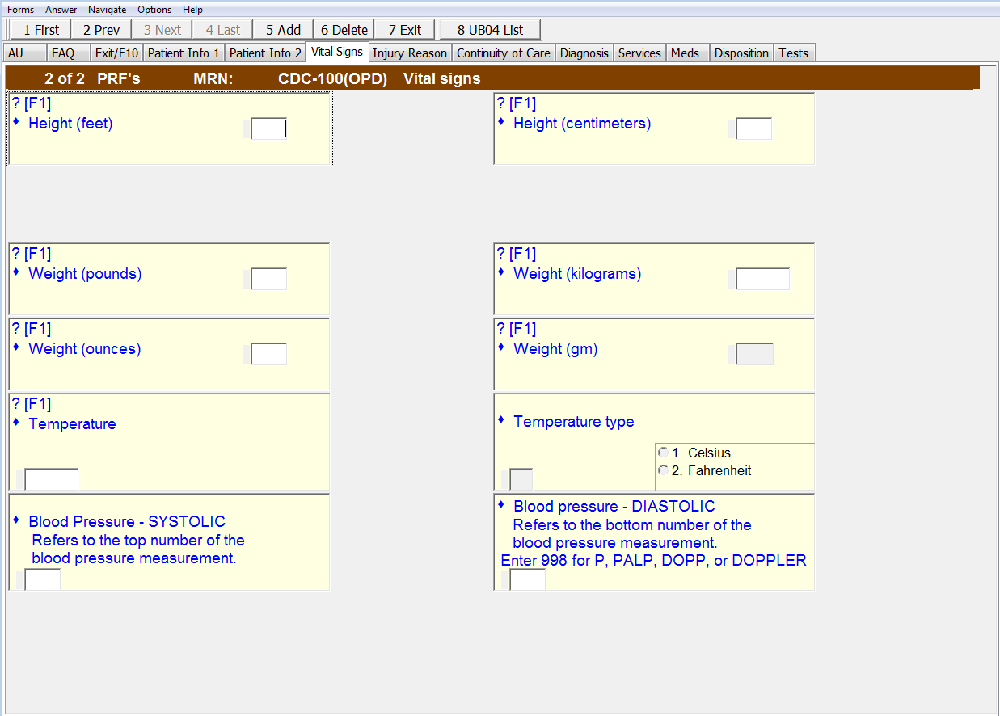 Forms Answer Navigate Options Help
1 First 2 Prev 3 Next 4 Last 5 Add 6 Delete 7 Exit 8 UB04 List
AU FAQ Exit/F10 Patient Info 1 Patient Info 2 Vital Signs Injury Reason Continuity of Care Diagnosis Services Meds Disposition Tests
2 of 2 PRF's MRN: CDC-100(OPD) Vital signs
? [F1]
Height (feet)
? [F1]
Height (centimeters)
? [F1]
Weight (pounds)
? [F1]
Weight (kilograms)
? [F1]
Weight (ounces)
? [F1]
Weight (gm)
? [F1]
Temperature
Temperature type
1. Celsius
2. Fahrenheit
Blood Pressure - SYSTOLIC
Refers to the top number of the
blood pressure measurement.
Blood pressure - DIASTOLIC
Refers to the bottom number of the
blood pressure measurement.
Enter 998 for P, PALP, DOPP, or DOPPLER